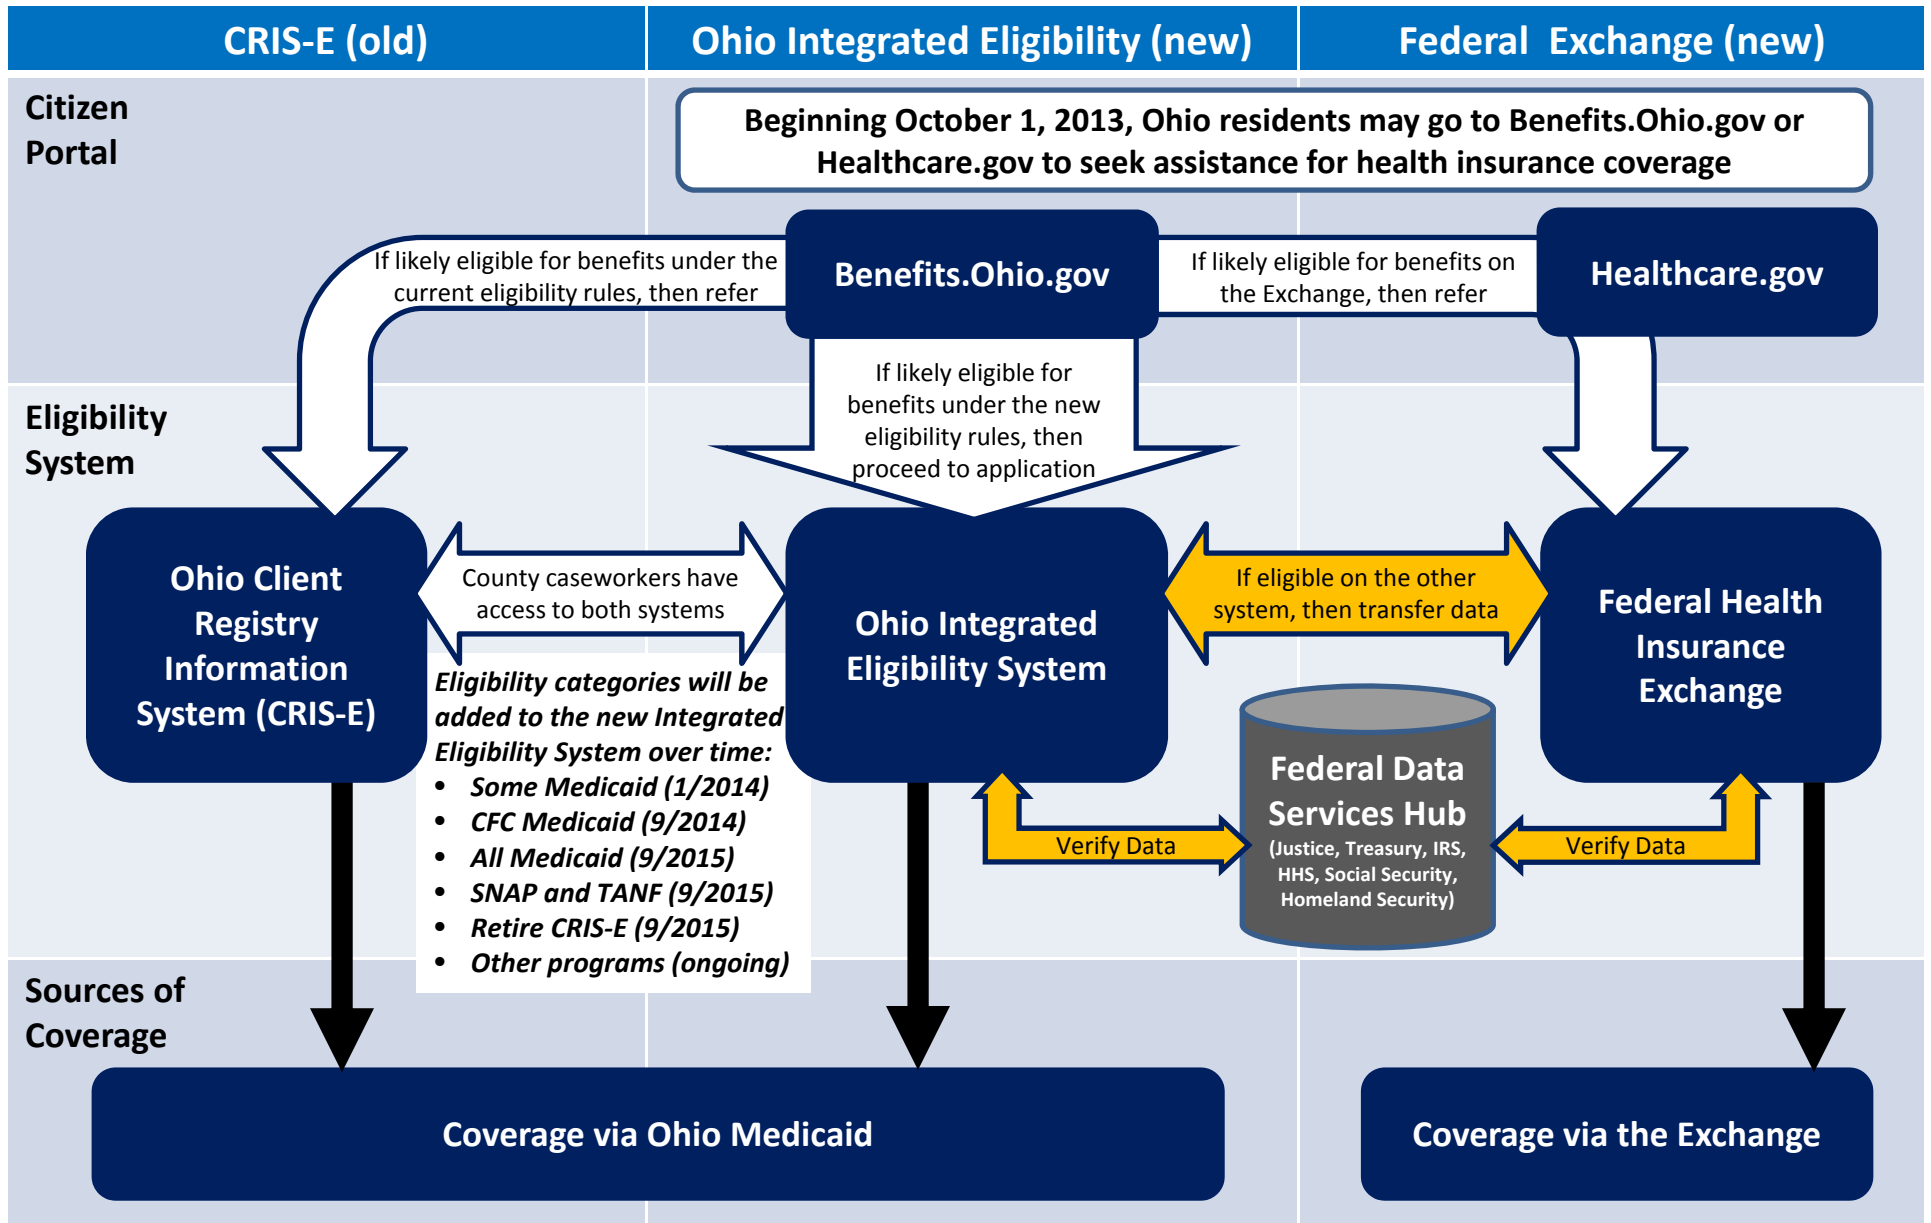 CRIS-E (old)
Ohio Integrated Eligibility (new)
Federal Exchange (new)
Citizen
Portal
Beginning October 1, 2013, Ohio residents may go to Benefits.Ohio.gov or
Healthcare.gov to seek assistance for health insurance coverage
If likely eligible for benefits under the
current eligibility rules, then refer
Benefits.Ohio.gov
If likely eligible for benefits on
the Exchange, then refer
Healthcare.gov
If likely eligible for
benefits under the new
eligibility rules, then
proceed to application
Eligibility
System
Ohio Client
Registry
Information
System (CRIS-E)
County caseworkers have
access to both systems
Ohio Integrated
Eligibility System
If eligible on the other
system, then transfer data
Federal Health
Insurance
Exchange
Eligibility categories will be
added to the new Integrated
Eligibility System over time:
• Some Medicaid (1/2014)
• CFC Medicaid (9/2014)
• All Medicaid (9/2015)
• SNAP and TANF (9/2015)
• Retire CRIS-E (9/2015)
• Other programs (ongoing)
Verify Data
Federal Data
Services Hub
(Justice, Treasury, IRS,
HHS, Social Security,
Homeland Security)
Verify Data
Sources of
Coverage
Coverage via Ohio Medicaid
Coverage via the Exchange